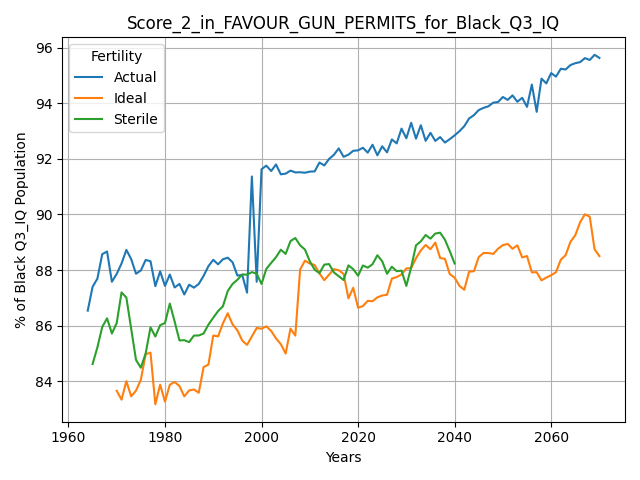 Score_2_in_FAVOUR_GUN_PERMITS_for_Black_Q3_IQ
Fertility
Actual
Ideal
Sterile
% of Black Q3_IQ Population
96
94
92
90
88
86
84
1960 1980 2000 2020 2040 2060
Years